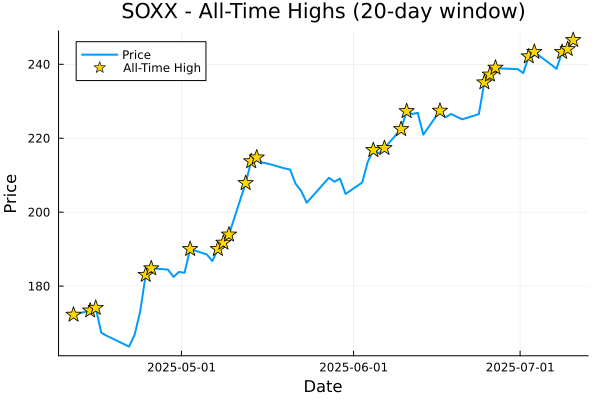 SOXX - All-Time Highs (20-day window)
Price
All-Time High
240
220
200
180
Price
2025-05-01
2025-06-01
2025-07-01
Date